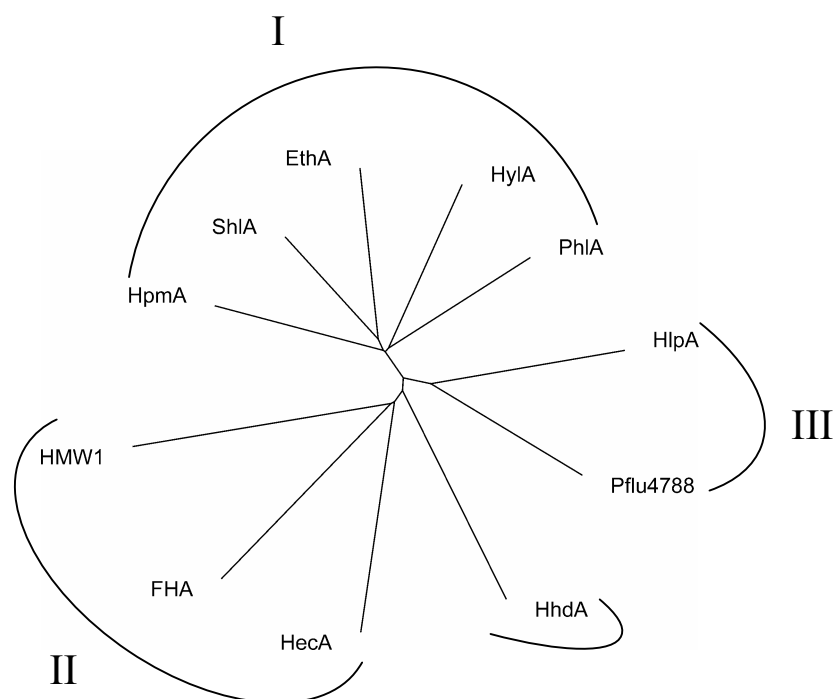 I
EthA
HylA
ShlA
PhlA
HpmA
HlpA
III
HMW1
Pflu4788
FHA
HhdA
HecA
II